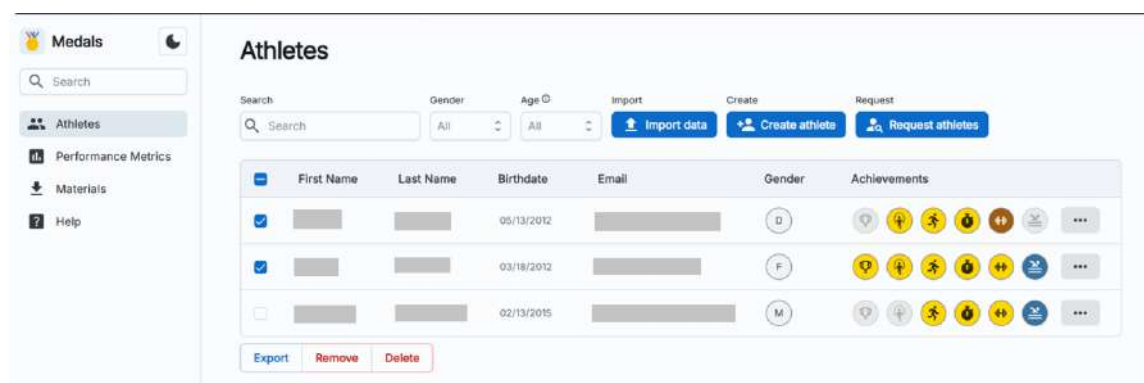 Medals
Search
Athletes
Performance Metrics
Materials
Help
Athletes
Search Gender Age Import Create Request
Search All All Import data Create athlete Request athletes
First Name Last Name Birthdate Email Gender Achievements
05/13/2012 D
03/18/2012 F
02/13/2015 M
Export Remove Delete